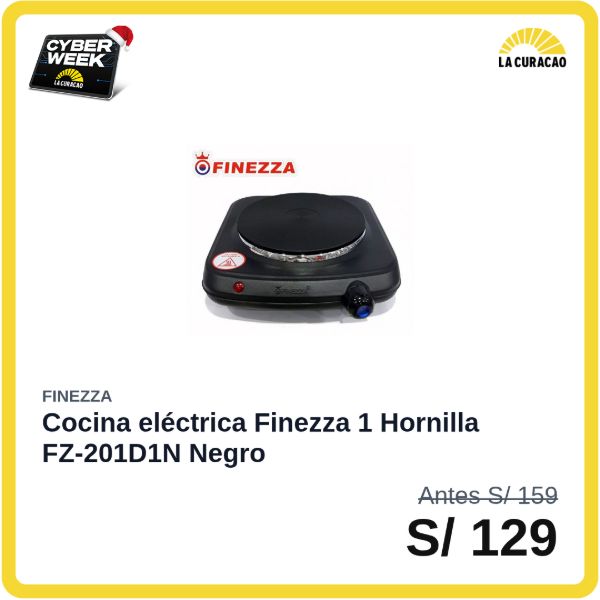 CYBER
WEEK
LA CURACAO
LA CURACAO
FINEZZA
FINEZZA
FINEZZA
Cocina eléctrica Finezza 1 Hornilla
FZ-201D1N Negro
Antes S/ 159
S/ 129